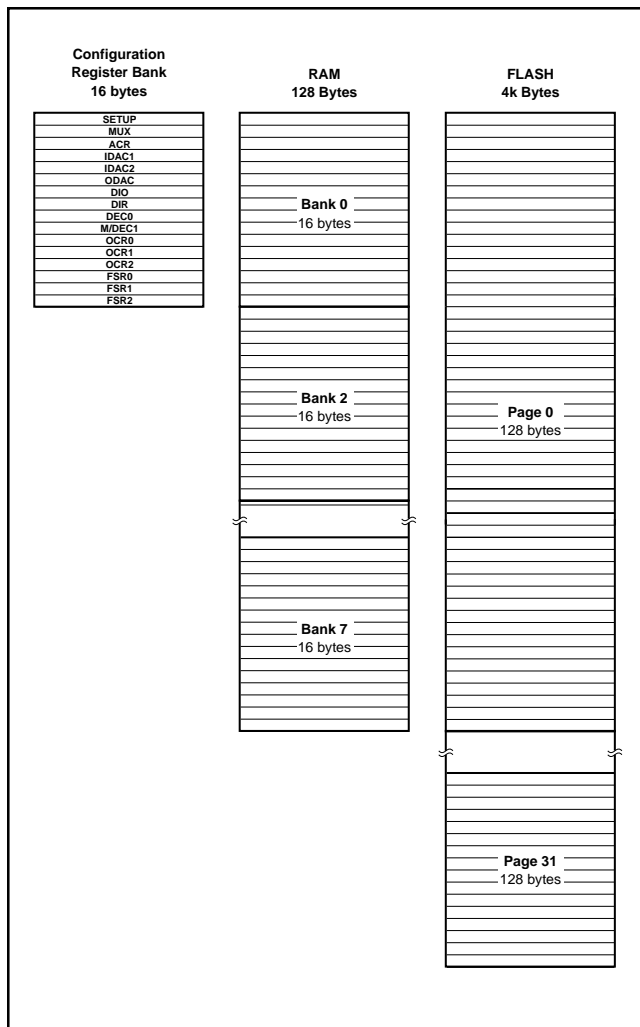 Configuration
Register Bank
16 bytes
SETUP
MUX
ACR
IDAC1
IDAC2
ODAC
DIO
DIR
DEC0
M/DEC1
OCR0
OCR1
OCR2
FSR0
FSR1
FSR2
RAM
128 Bytes
Bank 0
16 bytes
Bank 2
16 bytes
Bank 7
16 bytes
FLASH
4k Bytes
Page 0
128 bytes
Page 31
128 bytes